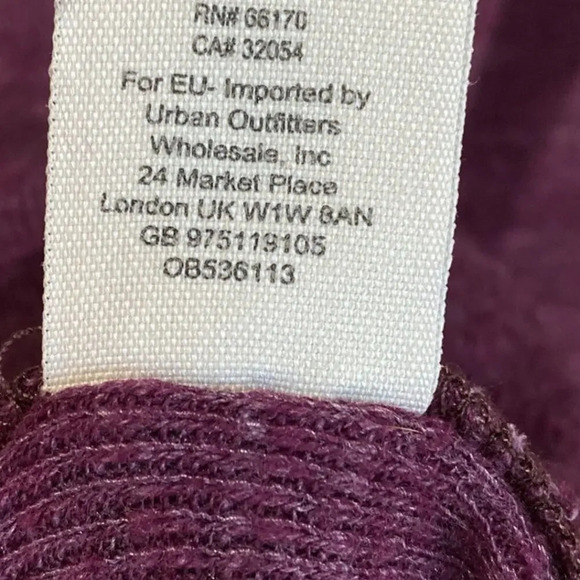 RN# 66170
CA# 32054
For EU- Imported by
Urban Outfitters
Wholesale, Inc
24 Market Place
London UK W1W 8AN
GB 975119105
OB536113